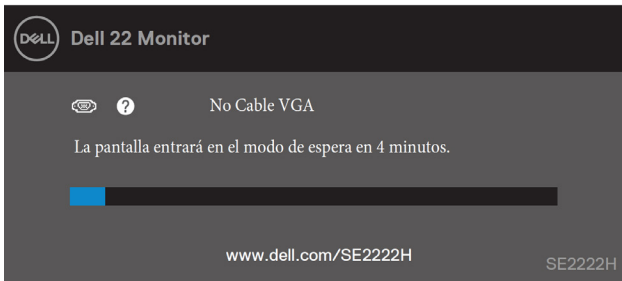 DELL Dell 22 Monitor
? No Cable VGA
La pantalla entrará en el modo de espera en 4 minutos.
www.dell.com/SE2222H
SE2222H